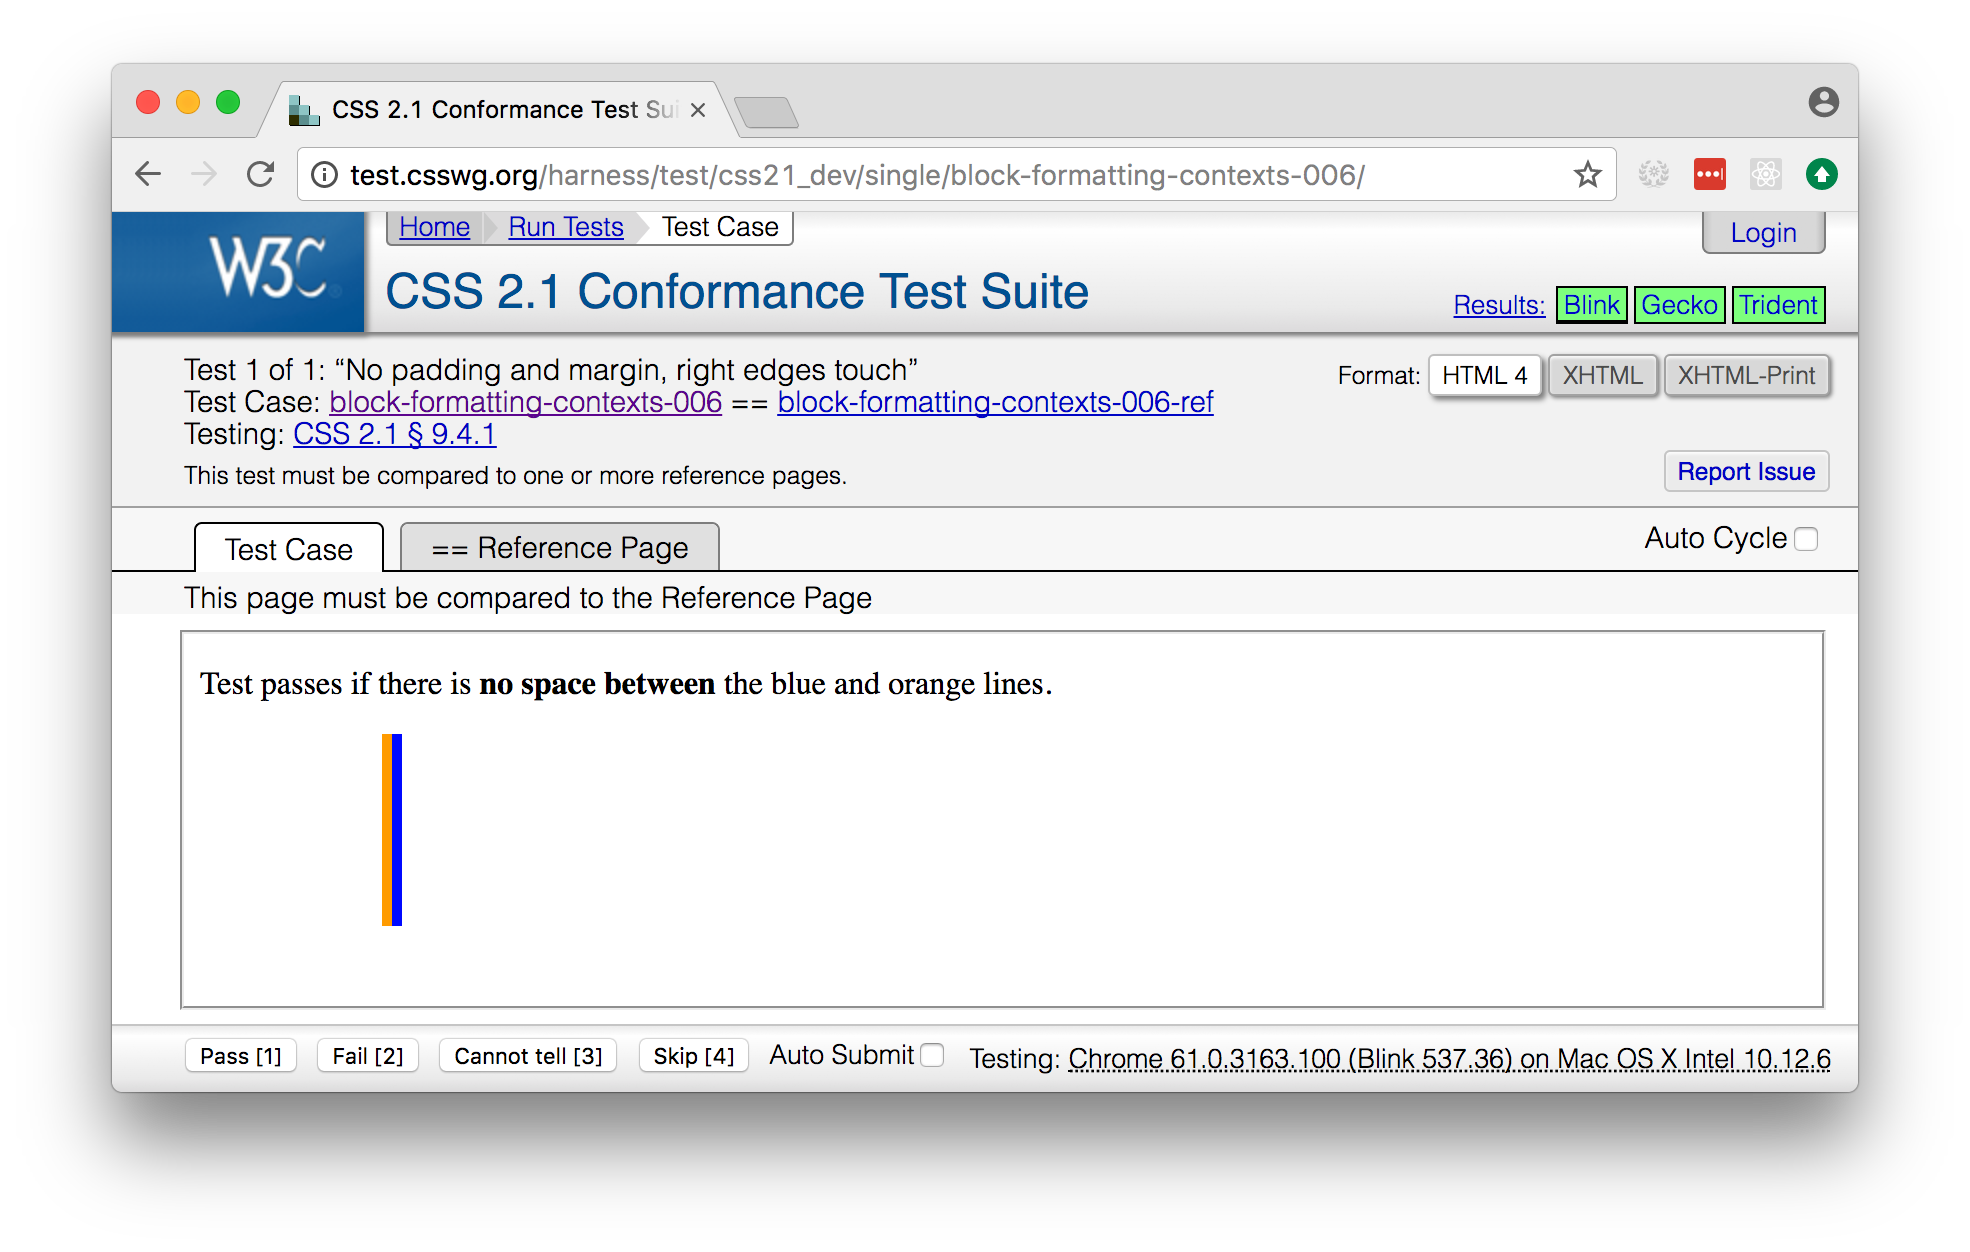 CSS 2.1 Conformance Test Sui
test.csswg.org/harness/test/css21_dev/single/block-formatting-contexts-006/
W3C
Home Run Tests Test Case
Login
CSS 2.1 Conformance Test Suite
Results: Blink Gecko Trident
Test 1 of 1: “No padding and margin, right edges touch”
Format: HTML 4 XHTML XHTML-Print
Test Case: block-formatting-contexts-006 == block-formatting-contexts-006-ref
Testing: CSS 2.1 § 9.4.1
This test must be compared to one or more reference pages.
Report Issue
Test Case == Reference Page
Auto Cycle
This page must be compared to the Reference Page
Test passes if there is no space between the blue and orange lines.
Pass [1] Fail [2] Cannot tell [3] Skip [4] Auto Submit Testing: Chrome 61.0.3163.100 (Blink 537.36) on Mac OS X Intel 10.12.6